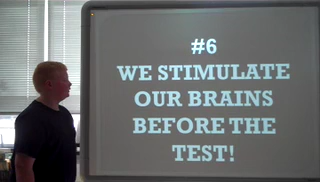 #6
WE STIMULATE
OUR BRAINS
BEFORE THE
TEST!